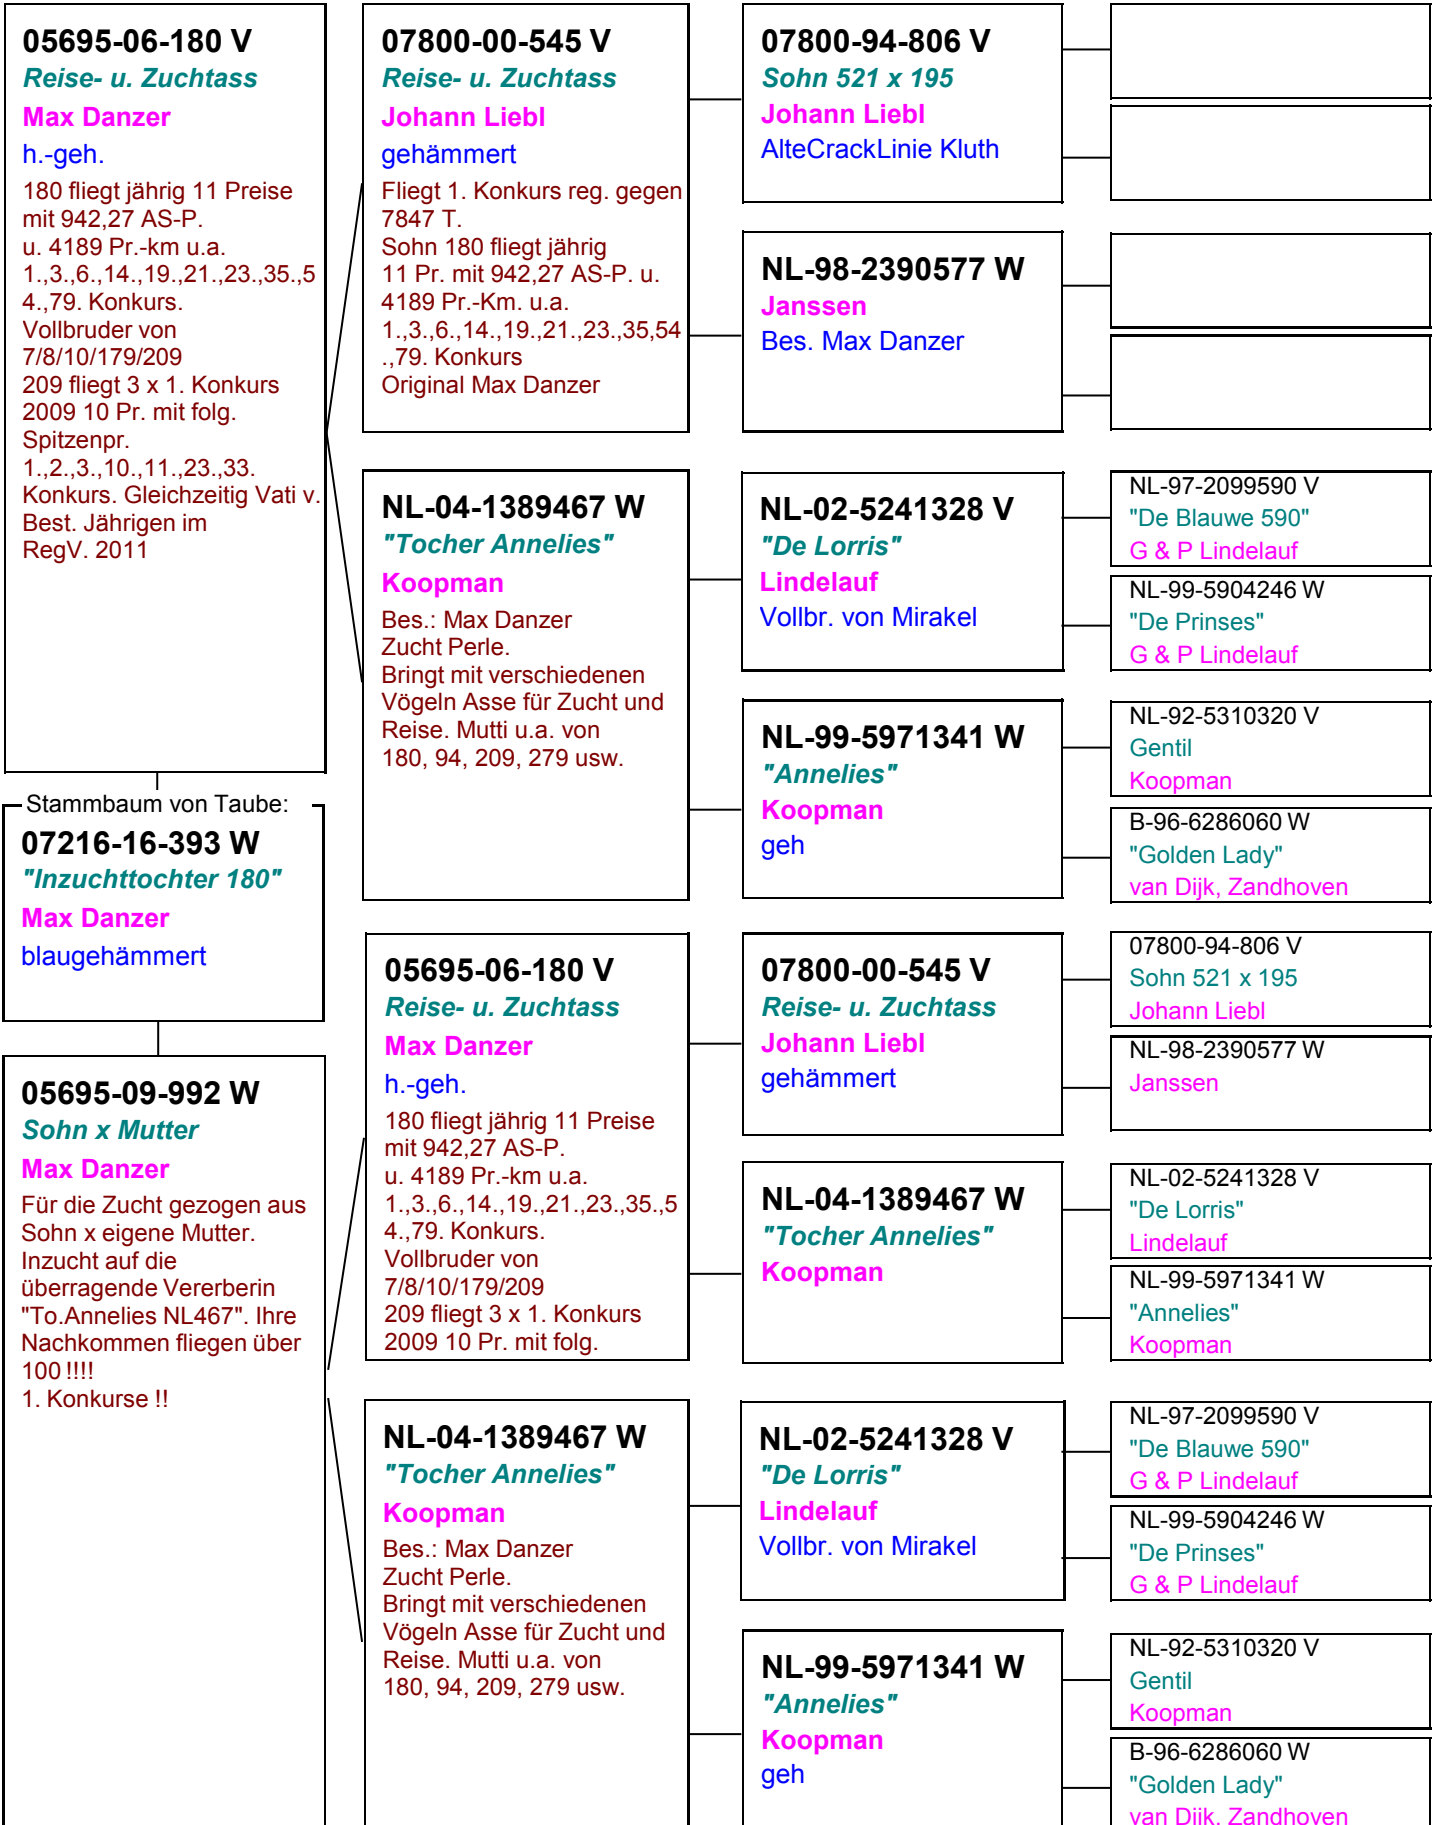 05695-06-180 V
Reise- u. Zuchtass
Max Danzer
h.-geh.
180 fliegt jährig 11 Preise
mit 942,27 AS-P.
u. 4189 Pr.-km u.a.
1.,3.,6.,14.,19.,21.,23.,35.,5
4.,79. Konkurs.
Vollbruder von
7/8/10/179/209
209 fliegt 3 x 1. Konkurs
2009 10 Pr. mit folg.
Spitzenpr.
1.,2.,3.,10.,11.,23.,33.
Konkurs. Gleichzeitig Vati v.
Best. Jährigen im
RegV. 2011
Stammbaum von Taube:
07216-16-393 W
"Inzuchttochter 180"
Max Danzer
blaugehämmert
05695-09-992 W
Sohn x Mutter
Max Danzer
Für die Zucht gezogen aus
Sohn x eigene Mutter.
Inzucht auf die
überragende Vererberin
"To.Annelies NL467". Ihre
Nachkommen fliegen über
100 !!!!
1. Konkurse !!
07800-00-545 V
Reise- u. Zuchtass
Johann Liebl
gehämmert
Fliegt 1. Konkurs reg. gegen
7847 T.
Sohn 180 fliegt jährig
11 Pr. mit 942,27 AS-P. u.
4189 Pr.-Km. u.a.
1.,3.,6.,14.,19.,21.,23.,35,54
.,79. Konkurs
Original Max Danzer
NL-04-1389467 W
"Tocher Annelies"
Koopman
Bes.: Max Danzer
Zucht Perle.
Bringt mit verschiedenen
Vögeln Asse für Zucht und
Reise. Mutti u.a. von
180, 94, 209, 279 usw.
05695-06-180 V
Reise- u. Zuchtass
Max Danzer
h.-geh.
180 fliegt jährig 11 Preise
mit 942,27 AS-P.
u. 4189 Pr.-km u.a.
1.,3.,6.,14.,19.,21.,23.,35.,5
4.,79. Konkurs.
Vollbruder von
7/8/10/179/209
209 fliegt 3 x 1. Konkurs
2009 10 Pr. mit folg.
NL-04-1389467 W
"Tocher Annelies"
Koopman
Bes.: Max Danzer
Zucht Perle.
Bringt mit verschiedenen
Vögeln Asse für Zucht und
Reise. Mutti u.a. von
180, 94, 209, 279 usw.
07800-94-806 V
Sohn 521 x 195
Johann Liebl
AlteCrackLinie Kluth
NL-98-2390577 W
Janssen
Bes. Max Danzer
NL-02-5241328 V
"De Lorris"
Lindelauf
Vollbr. von Mirakel
NL-99-5971341 W
"Annelies"
Koopman
geh
07800-00-545 V
Reise- u. Zuchtass
Johann Liebl
gehämmert
NL-04-1389467 W
"Tocher Annelies"
Koopman
NL-02-5241328 V
"De Lorris"
Lindelauf
Vollbr. von Mirakel
NL-99-5971341 W
"Annelies"
Koopman
geh
NL-97-2099590 V
"De Blauwe 590"
G & P Lindelauf
NL-99-5904246 W
"De Prinses"
G & P Lindelauf
NL-92-5310320 V
Gentil
Koopman
B-96-6286060 W
"Golden Lady"
van Dijk, Zandhoven
07800-94-806 V
Sohn 521 x 195
Johann Liebl
NL-98-2390577 W
Janssen
NL-02-5241328 V
"De Lorris"
Lindelauf
NL-99-5971341 W
"Annelies"
Koopman
NL-97-2099590 V
"De Blauwe 590"
G & P Lindelauf
NL-99-5904246 W
"De Prinses"
G & P Lindelauf
NL-92-5310320 V
Gentil
Koopman
B-96-6286060 W
"Golden Lady"
van Dijk, Zandhoven